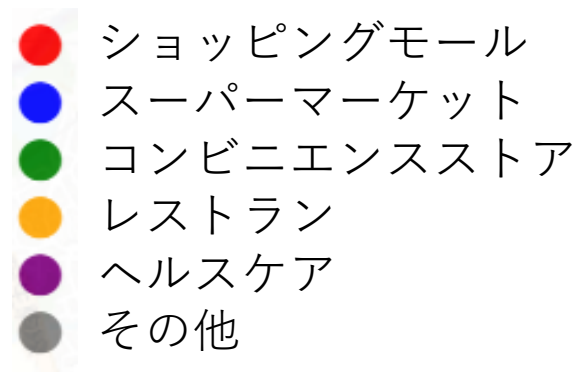 ショッピングモール
スーパーマーケット
コンビニエンスストア
レストラン
ヘルスケア
その他